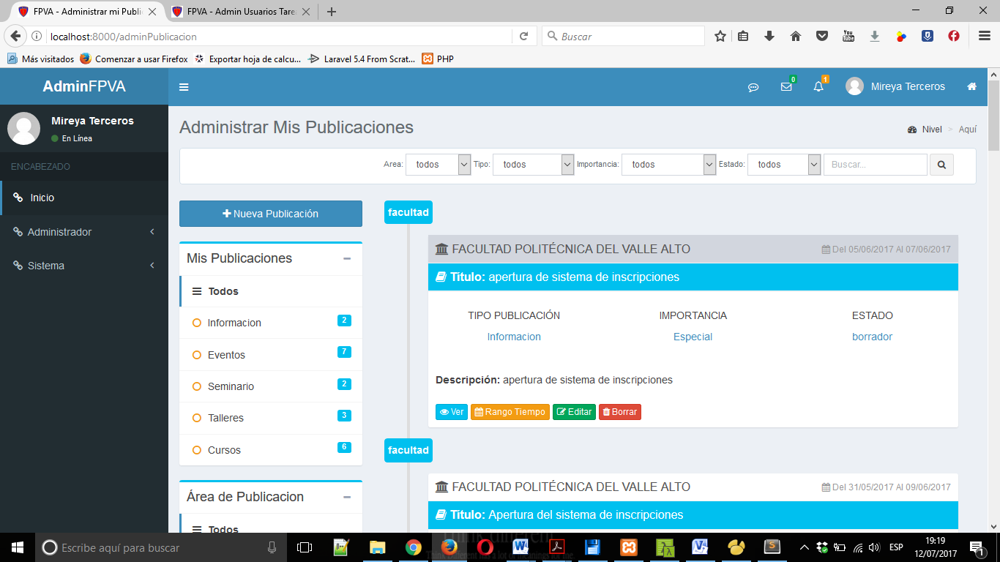 FPVA - Administrar mi Publi
FPVA - Admin Usuarios Tare
localhost:8000/adminPublicacion
Buscar
Más visitados Comenzar a usar Firefox Exportar hoja de calcu... Laravel 5.4 From Scrat... PHP
AdminFPVA
0 1 Mireya Terceros
Mireya Terceros
En Línea
ENCABEZADO
Inicio
Administrador
Sistema
Administrar Mis Publicaciones
Nivel > Aquí
Area: todos Tipo: todos Importancia: todos Estado: todos Buscar...
Nueva Publicación
Mis Publicaciones
Todos
Informacion 2
Eventos 7
Seminario 2
Talleres 3
Cursos 6
Área de Publicacion
Todos
facultad
FACULTAD POLITÉCNICA DEL VALLE ALTO Del 05/06/2017 Al 07/06/2017
Titulo: apertura de sistema de inscripciones
TIPO PUBLICACIÓN IMPORTANCIA ESTADO
Informacion Especial borrador
Descripción: apertura de sistema de inscripciones
Ver Rango Tiempo Editar Borrar
facultad
FACULTAD POLITÉCNICA DEL VALLE ALTO Del 31/05/2017 Al 09/06/2017
Titulo: Apertura del sistema de inscripciones
Escribe aquí para buscar
ESP
19:19
12/07/2017
1